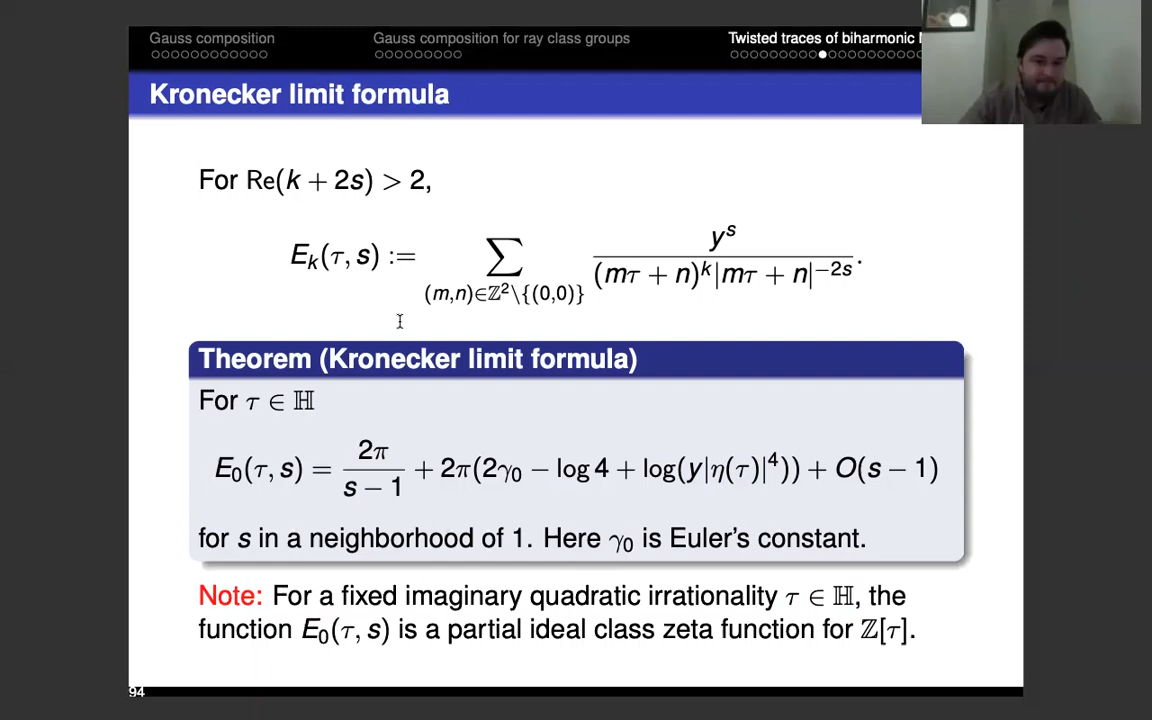 Gauss composition Gauss composition for ray class groups Twisted traces of biharmonic
Kronecker limit formula
For Re(k + 2s) > 2,
E_k(τ, s) := ∑_{(m,n)∈ℤ²\{(0,0)}} y^s / ((mτ + n)^k |mτ + n|^{−2s}).
Theorem (Kronecker limit formula)
For τ ∈ ℍ
E_0(τ, s) = 2π/(s − 1) + 2π(2γ_0 − log 4 + log(y|η(τ)|^4)) + O(s − 1)
for s in a neighborhood of 1. Here γ_0 is Euler's constant.
Note: For a fixed imaginary quadratic irrationality τ ∈ ℍ, the
function E_0(τ, s) is a partial ideal class zeta function for ℤ[τ].
94